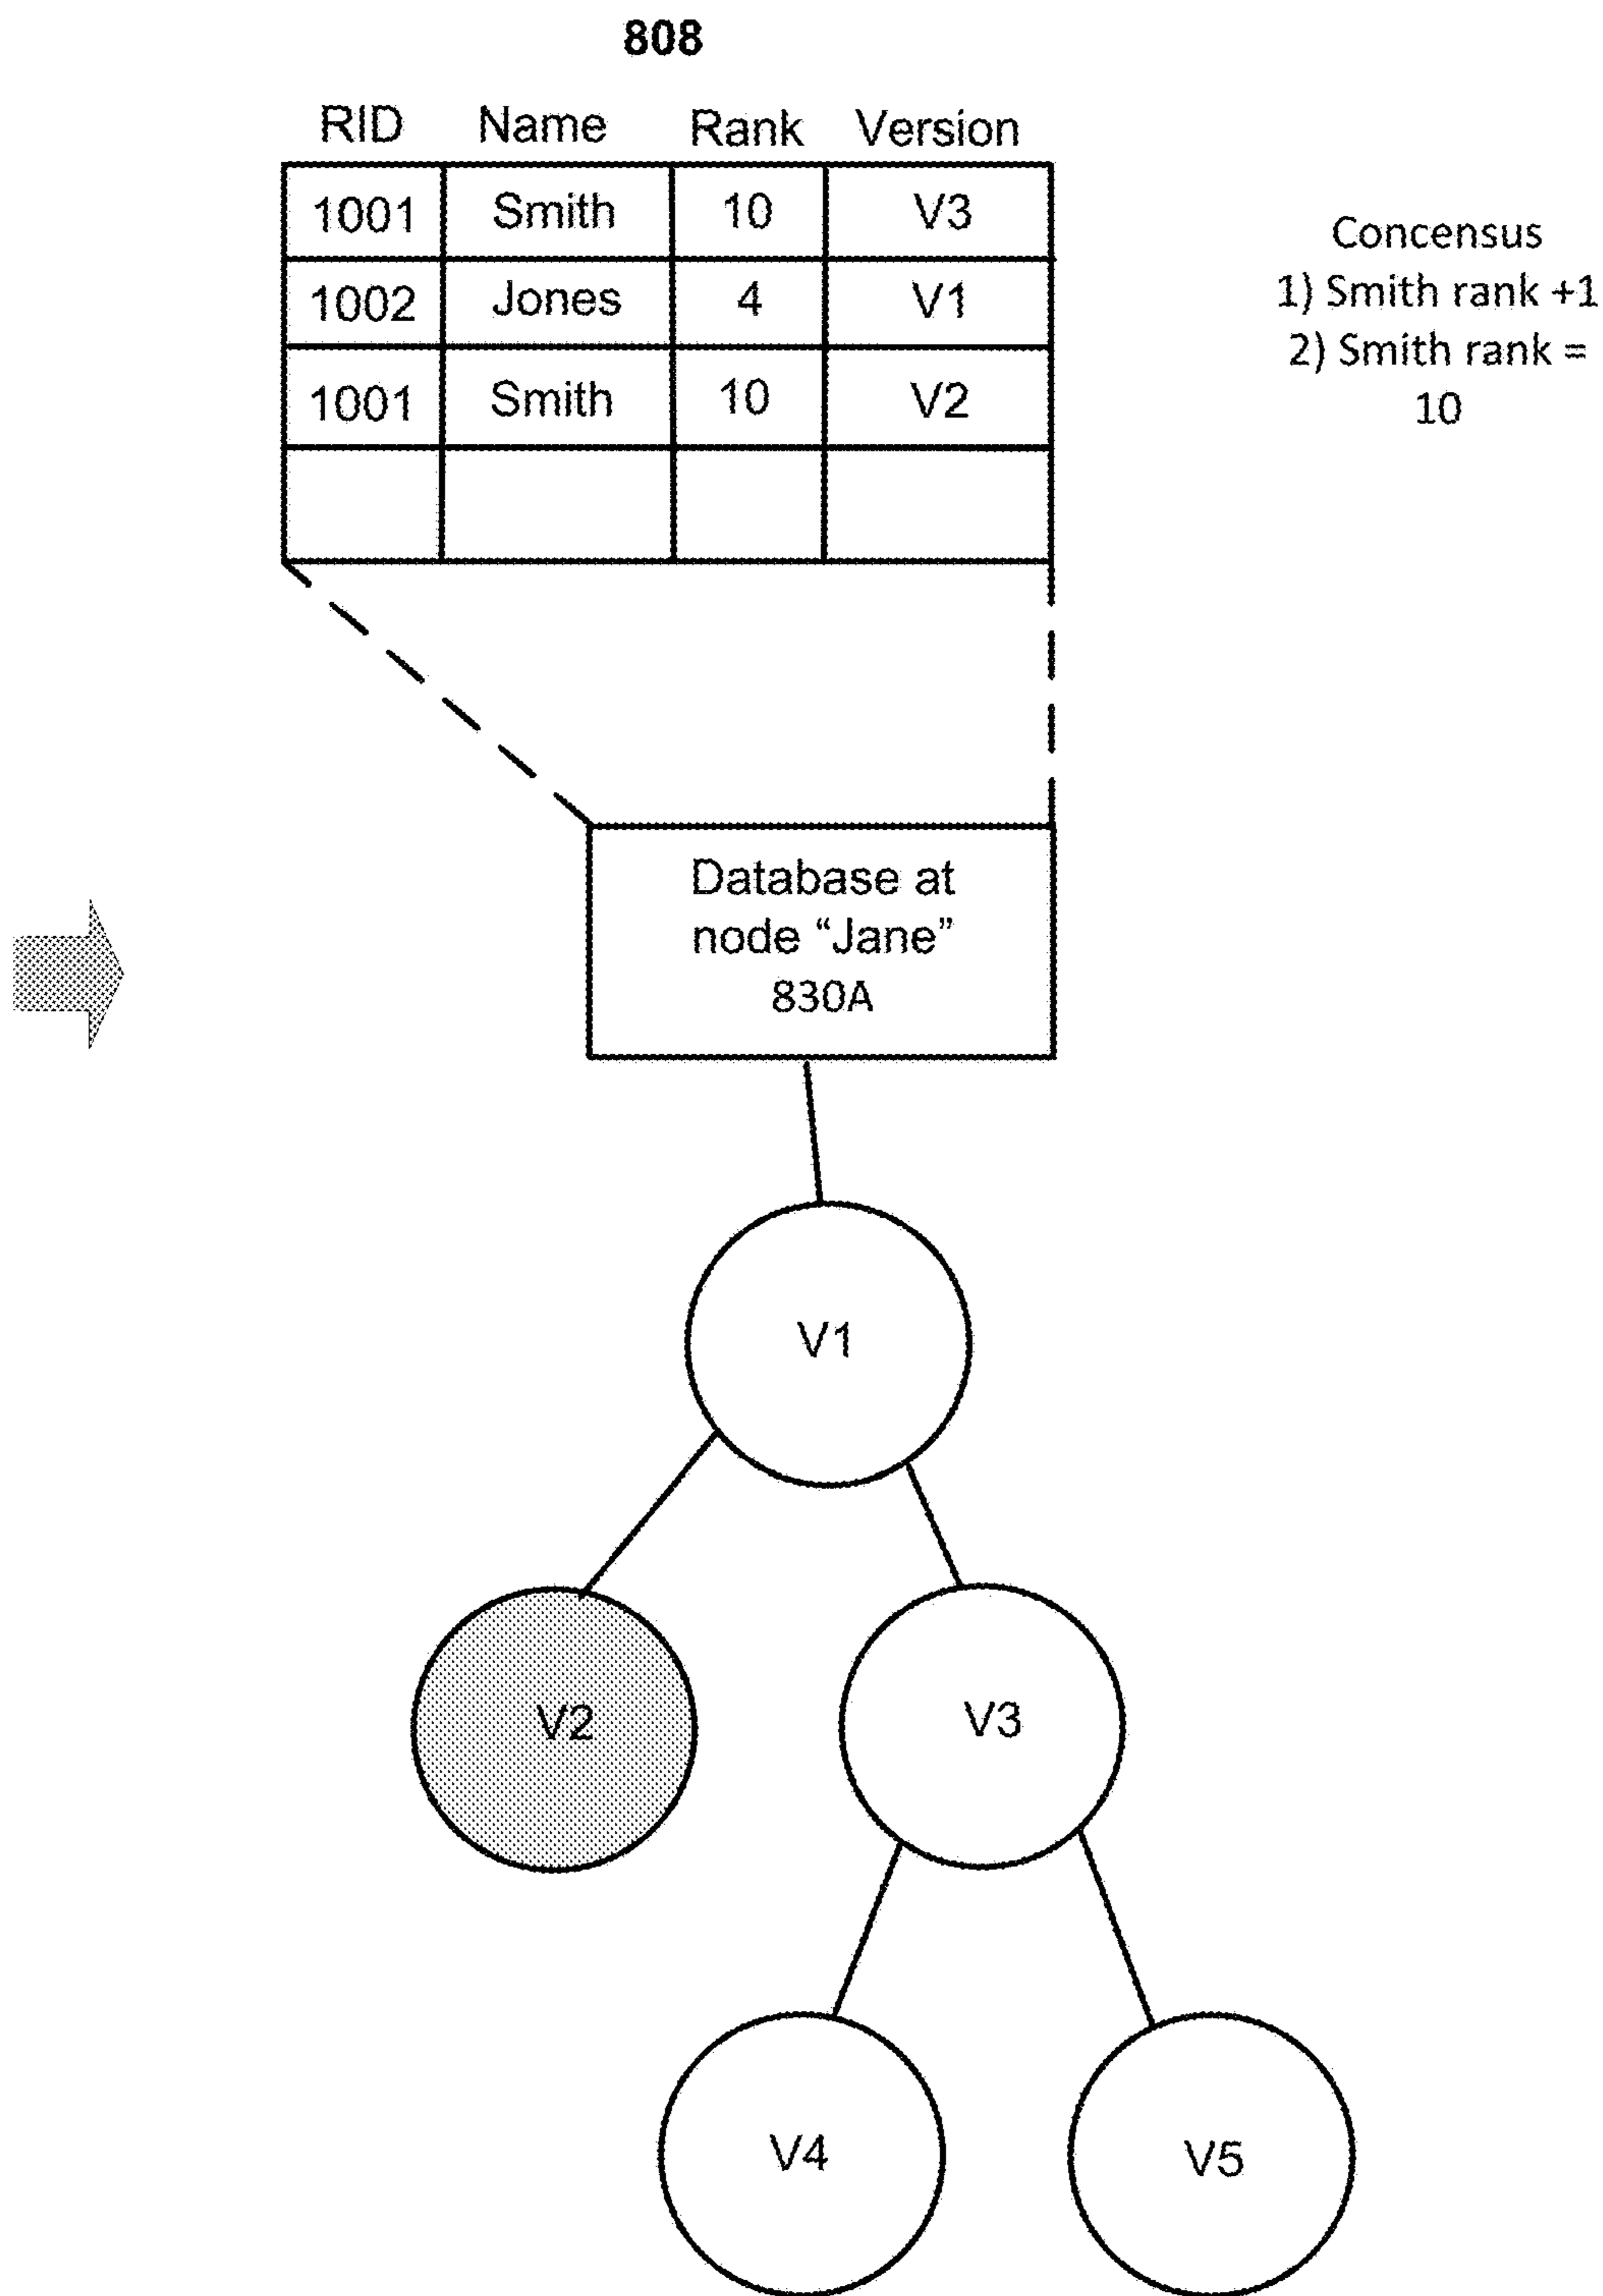 808
RID Name Rank Version
1001 Smith 10 V3
1002 Jones 4 V1
1001 Smith 10 V2
Concensus
1) Smith rank +1
2) Smith rank =
10
Database at
node “Jane”
830A
V1
V2
V3
V4
V5